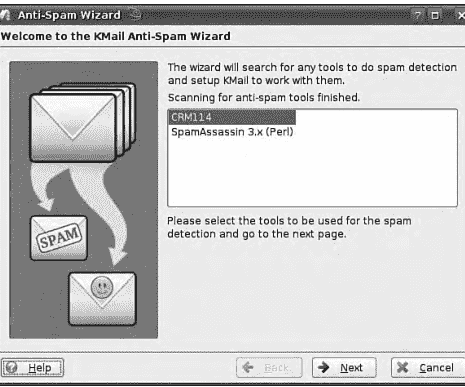 Anti-Spam Wizard
Welcome to the KMail Anti-Spam Wizard
The wizard will search for any tools to do spam detection
and setup KMail to work with them.
Scanning for anti-spam tools finished.
CRM114
SpamAssassin 3.x (Perl)
SPAM
Please select the tools to be used for the spam
detection and go to the next page.
Help
Back
Next
Cancel